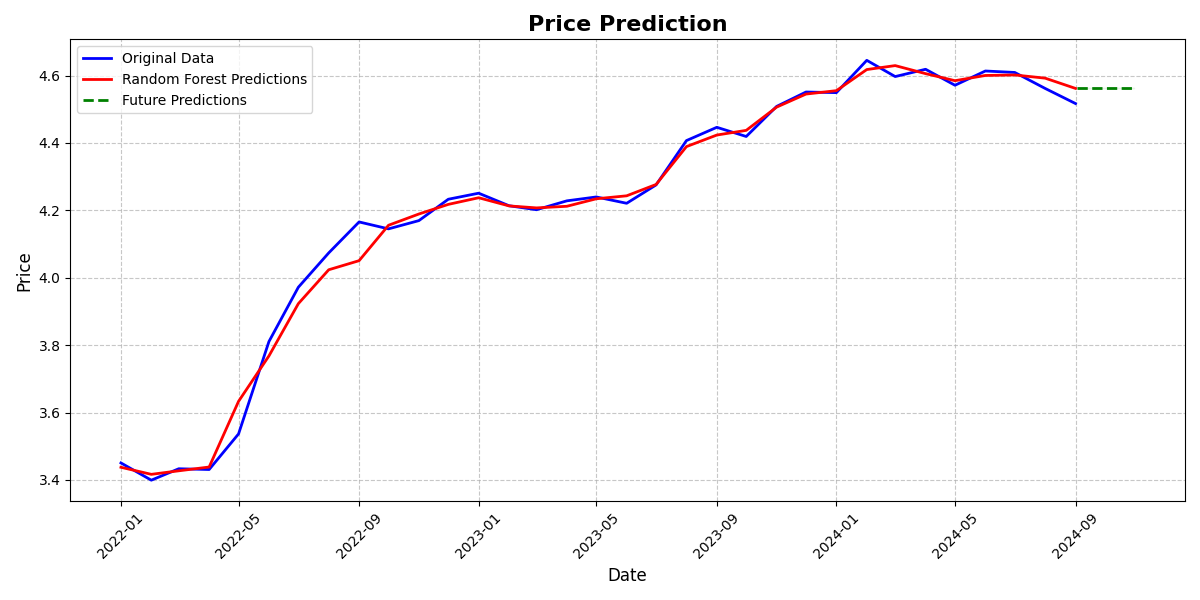 Price Prediction
Original Data
Random Forest Predictions
Future Predictions
Price
4.6
4.4
4.2
4.0
3.8
3.6
3.4
2022-01
2022-05
2022-09
2023-01
2023-05
2023-09
2024-01
2024-05
2024-09
Date